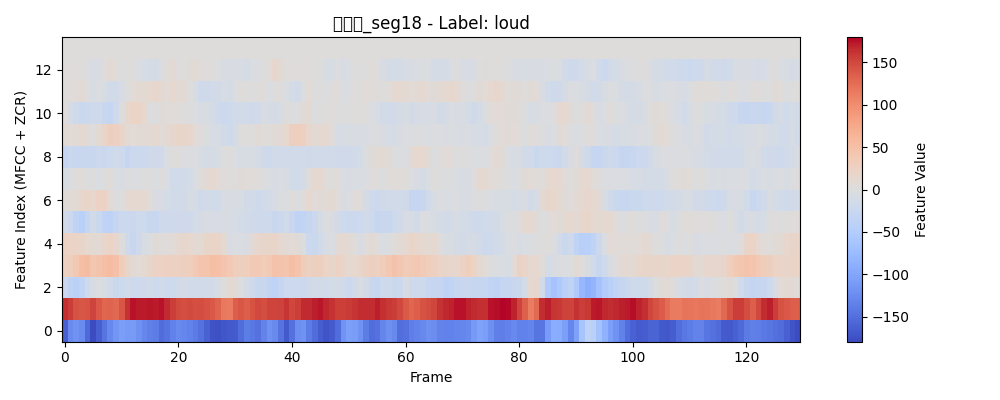 _seg18 - Label: loud
Feature Index (MFCC + ZCR)
12
10
8
6
4
2
0
0 20 40 60 80 100 120
Frame
150
100
50
0
−50
−100
−150
Feature Value